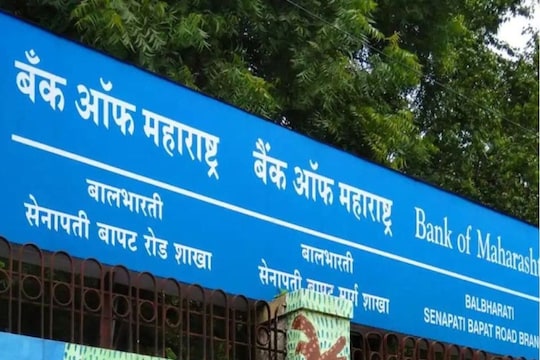 बँक ऑफ महाराष्ट्र
बालभारती
सेनापती बापट रोड शाखा
बैंक ऑफ महाराष्ट्र
बालभारती
सेनापती बापट मार्ग शाखा
Bank of Maharasht
BALBHARATI
SENAPATI BAPAT ROAD BRAN